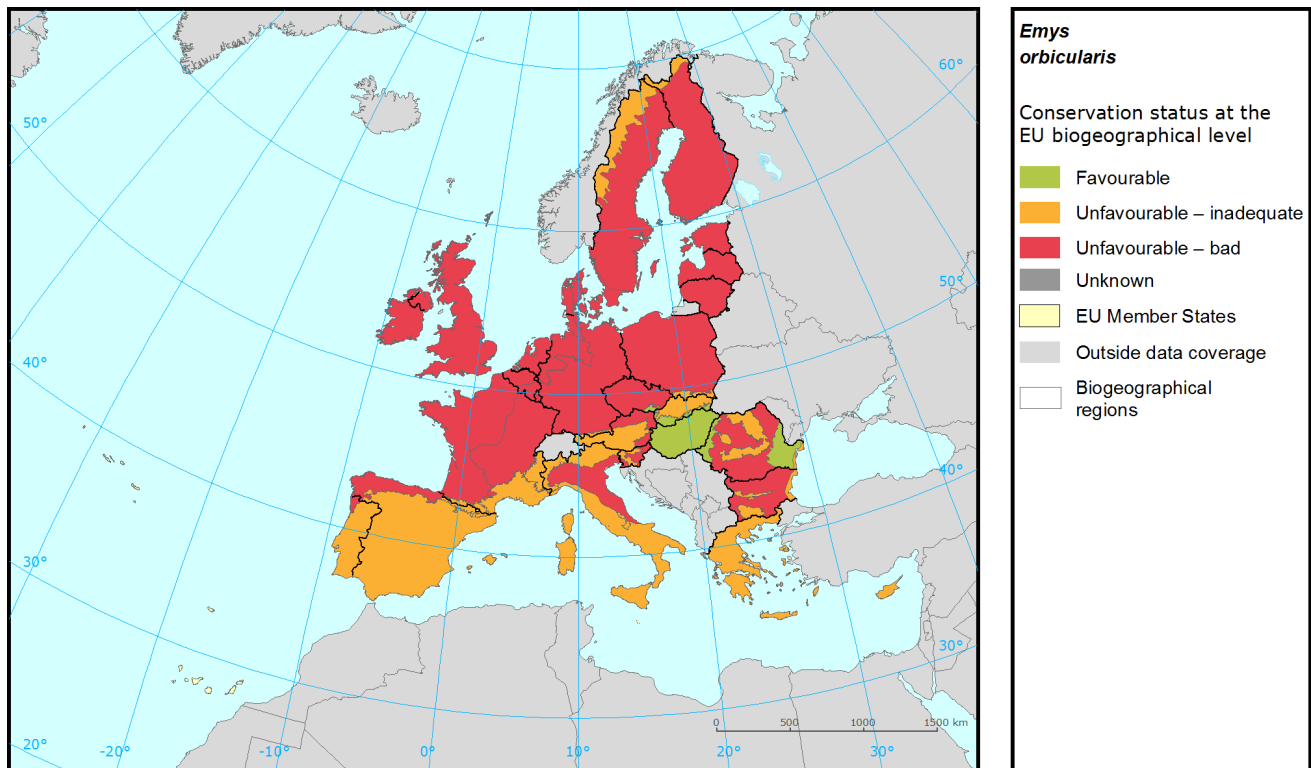 60°
50°
50°
40°
40°
30°
30°
20°
-20°
-10°
0°
10°
20°
30°
0 500 1000 1500 km
Emys
orbicularis
Conservation status at the
EU biogeographical level
Favourable
Unfavourable – inadequate
Unfavourable – bad
Unknown
EU Member States
Outside data coverage
Biogeographical
regions